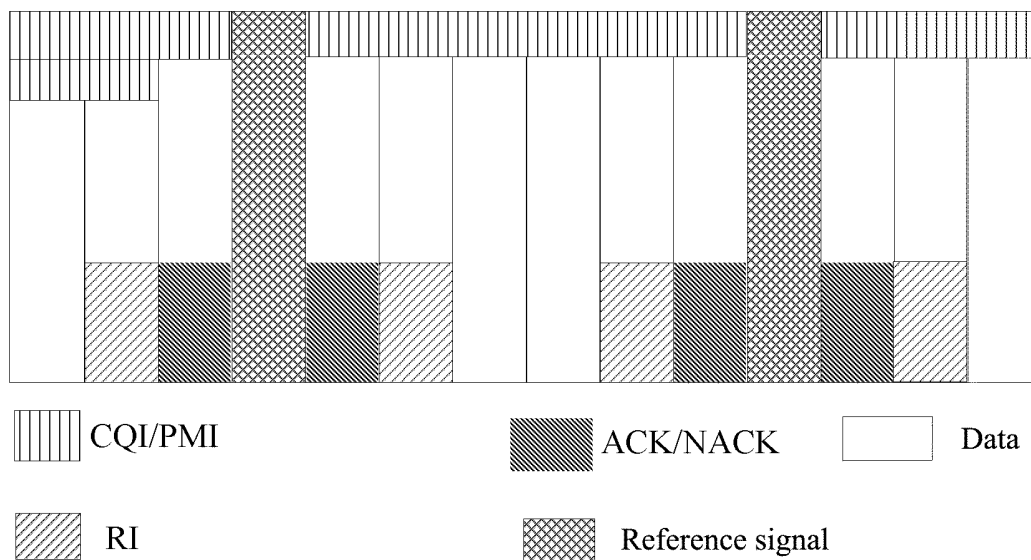 CQI/PMI
ACK/NACK
Data
RI
Reference signal